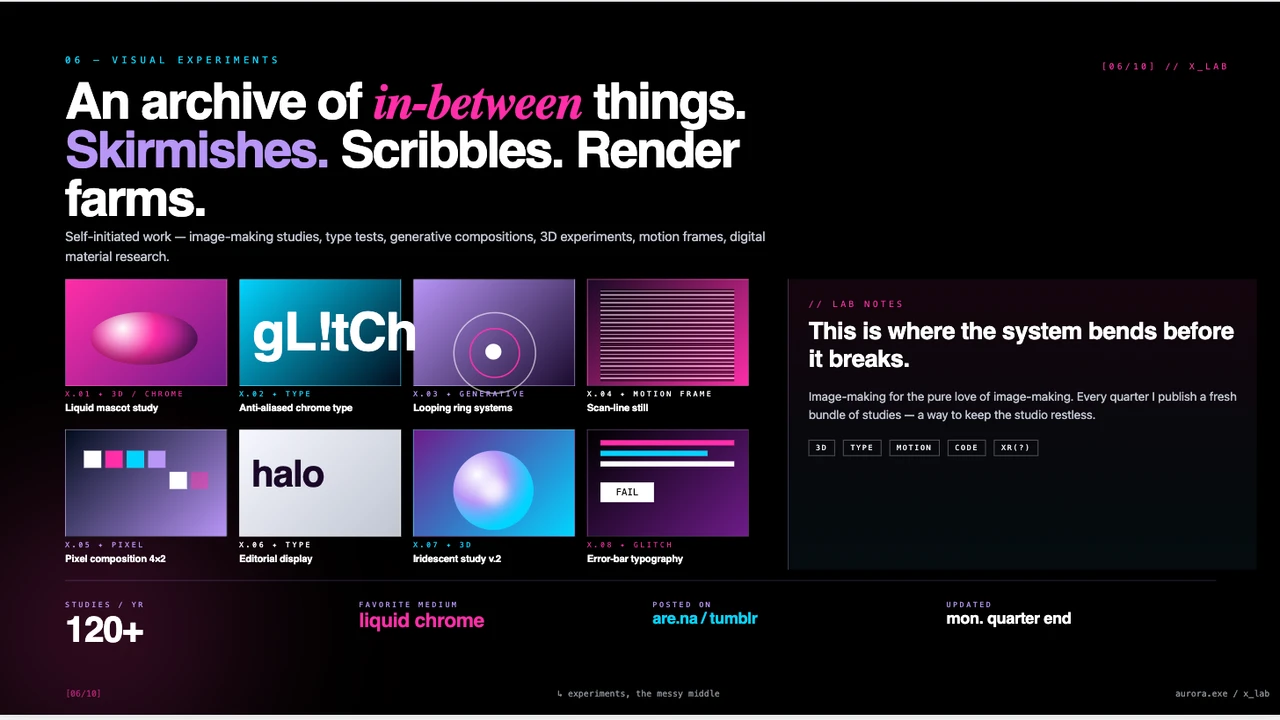 06 — VISUAL EXPERIMENTS
[06/10] // X_LAB
An archive of in-between things.
Skirmishes. Scribbles. Render
farms.
Self-initiated work — image-making studies, type tests, generative compositions, 3D experiments, motion frames, digital
material research.
gL!tCh
X.01 + 3D / CHROME
Liquid mascot study
X.02 + TYPE
Anti-aliased chrome type
X.03 + GENERATIVE
Looping ring systems
X.04 + MOTION FRAME
Scan-line still
halo
FAIL
X.05 + PIXEL
Pixel composition 4x2
X.06 + TYPE
Editorial display
X.07 + 3D
Iridescent study v.2
X.08 + GLITCH
Error-bar typography
// LAB NOTES
This is where the system bends before
it breaks.
Image-making for the pure love of image-making. Every quarter I publish a fresh
bundle of studies — a way to keep the studio restless.
3D
TYPE
MOTION
CODE
XR(?)
STUDIES / YR
120+
FAVORITE MEDIUM
liquid chrome
POSTED ON
are.na / tumblr
UPDATED
mon. quarter end
[06/10]
↳ experiments, the messy middle
aurora.exe / x_lab